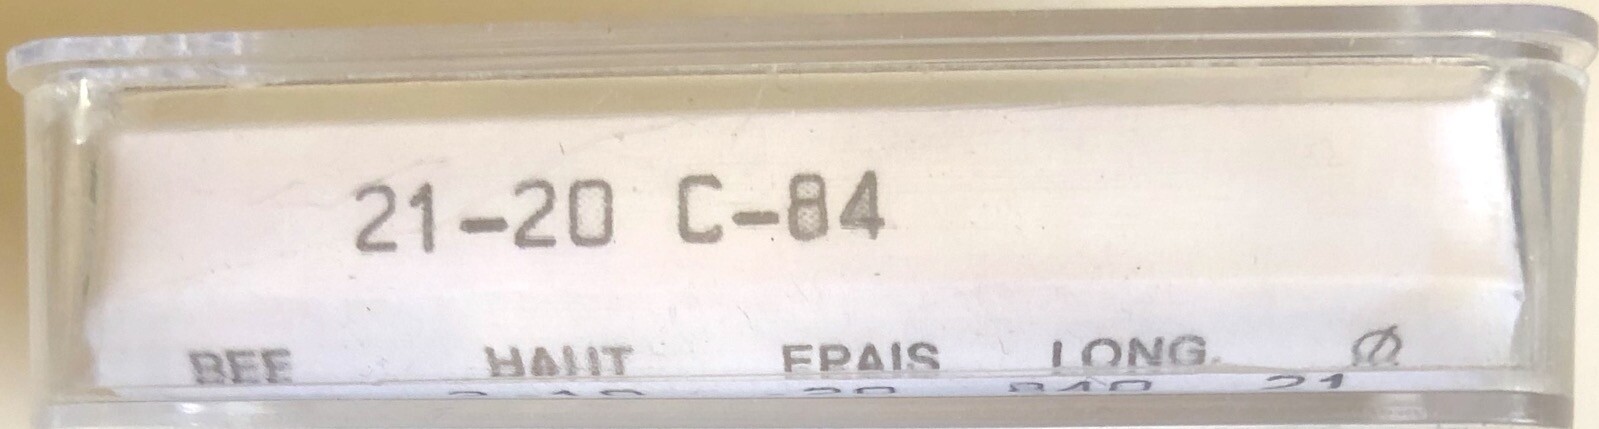 21-20 C-84
REF HAUT EPAIS LONG. Ø